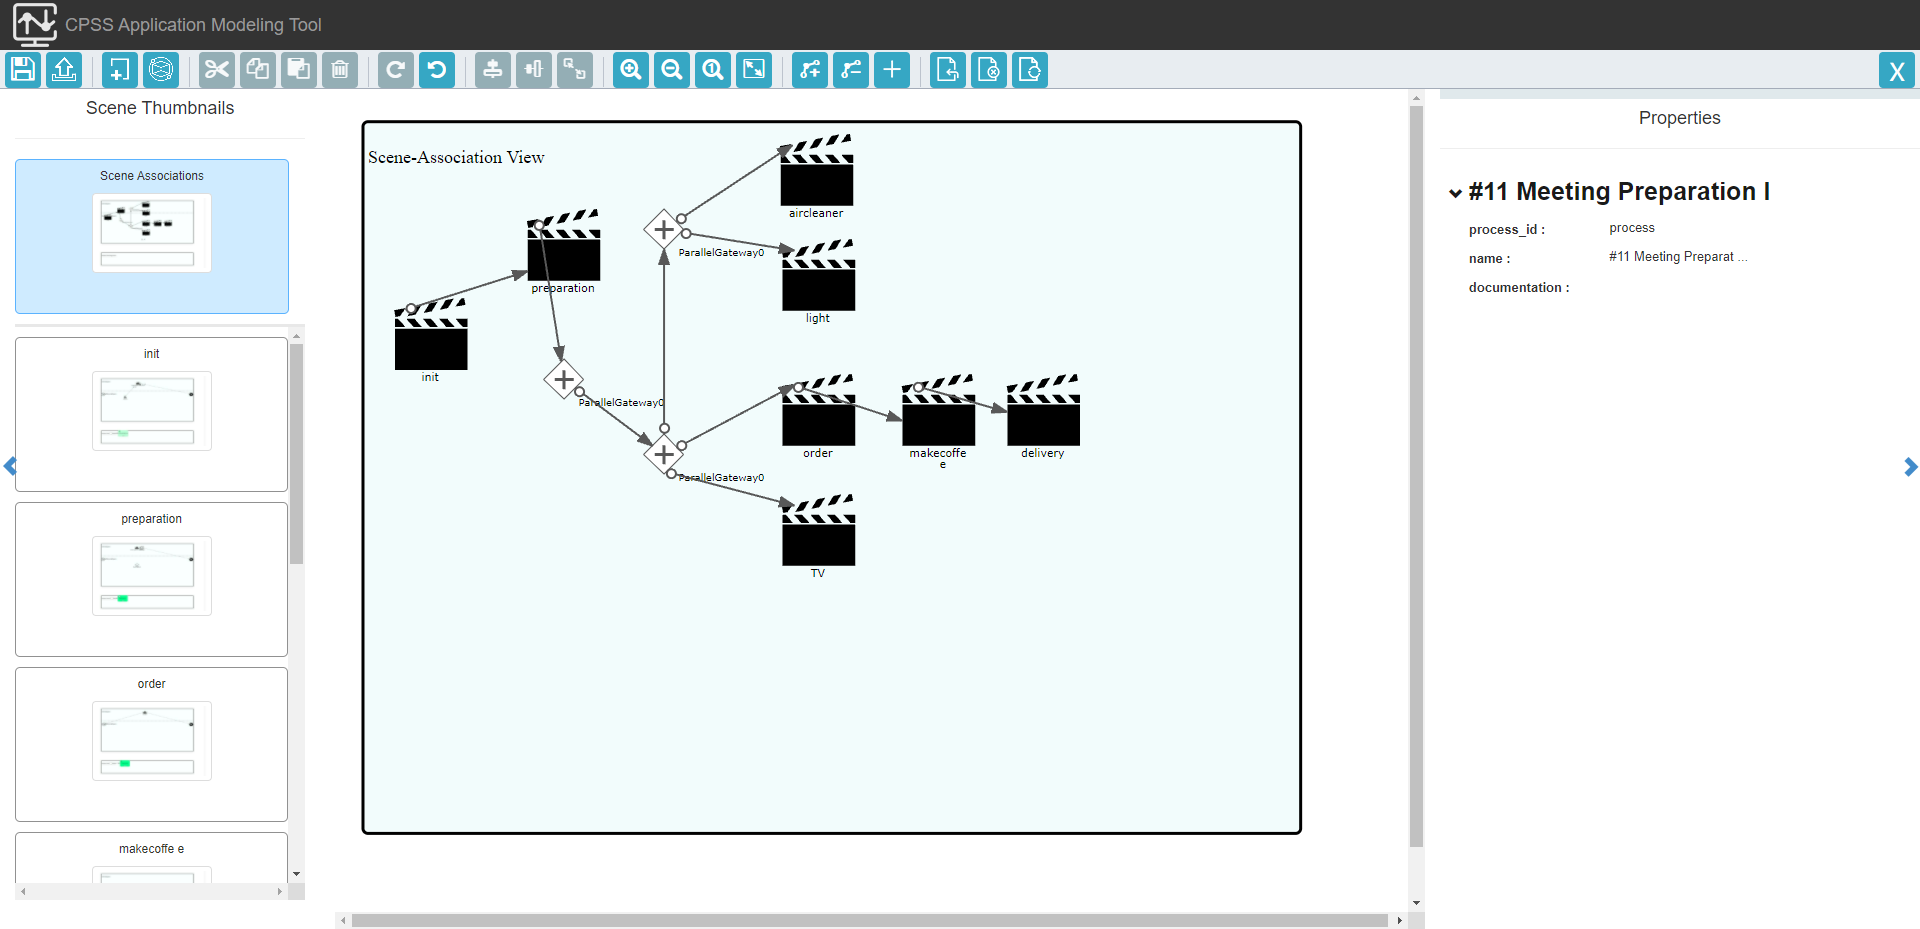 CPSS Application Modeling Tool
X
Scene Thumbnails
Scene Associations
init
preparation
order
makecoffe e
Scene-Association View
aircleaner
ParallelGateway0
light
preparation
init
ParallelGateway0
order
makecoffe
e
delivery
ParallelGateway0
TV
Properties
#11 Meeting Preparation I
process_id : process
name : #11 Meeting Preparat ...
documentation :